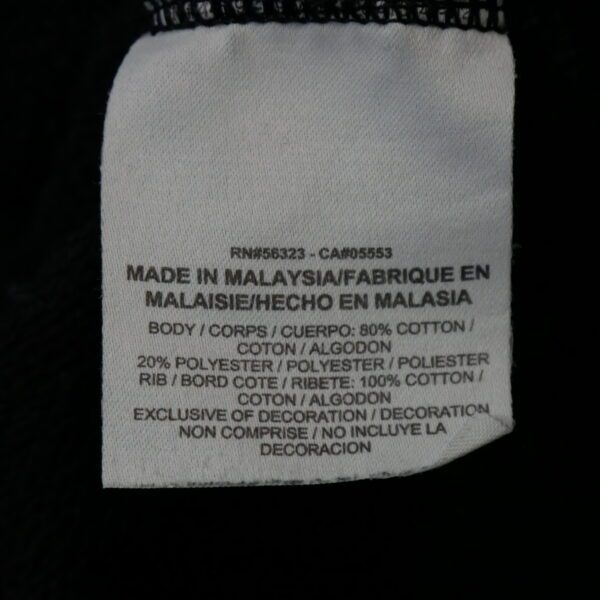 RN#56323 - CA#05553
MADE IN MALAYSIA/FABRIQUE EN
MALAISIE/HECHO EN MALASIA
BODY / CORPS / CUERPO: 80% COTTON /
COTON / ALGODON
20% POLYESTER / POLYESTER / POLIESTER
RIB / BORD COTE / RIBETE: 100% COTTON /
COTON / ALGODON
EXCLUSIVE OF DECORATION / DECORATION
NON COMPRISE / NO INCLUYE LA
DECORACION